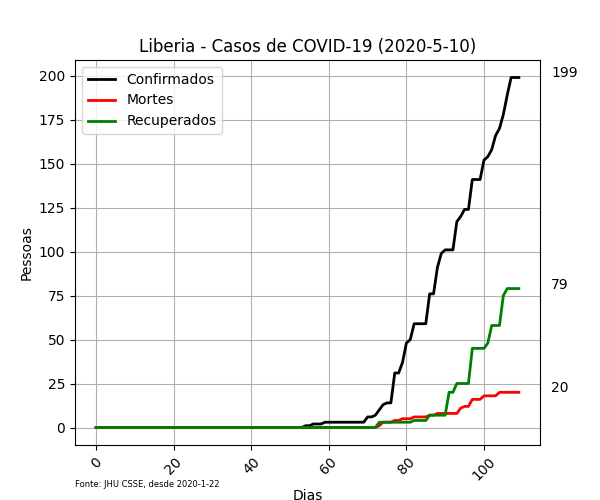 Liberia - Casos de COVID-19 (2020-5-10)
Confirmados
Mortes
Recuperados
200
175
150
125
100
75
50
25
0
Pessoas
199
79
20
0
20
40
60
80
100
Fonte: JHU CSSE, desde 2020-1-22
Dias